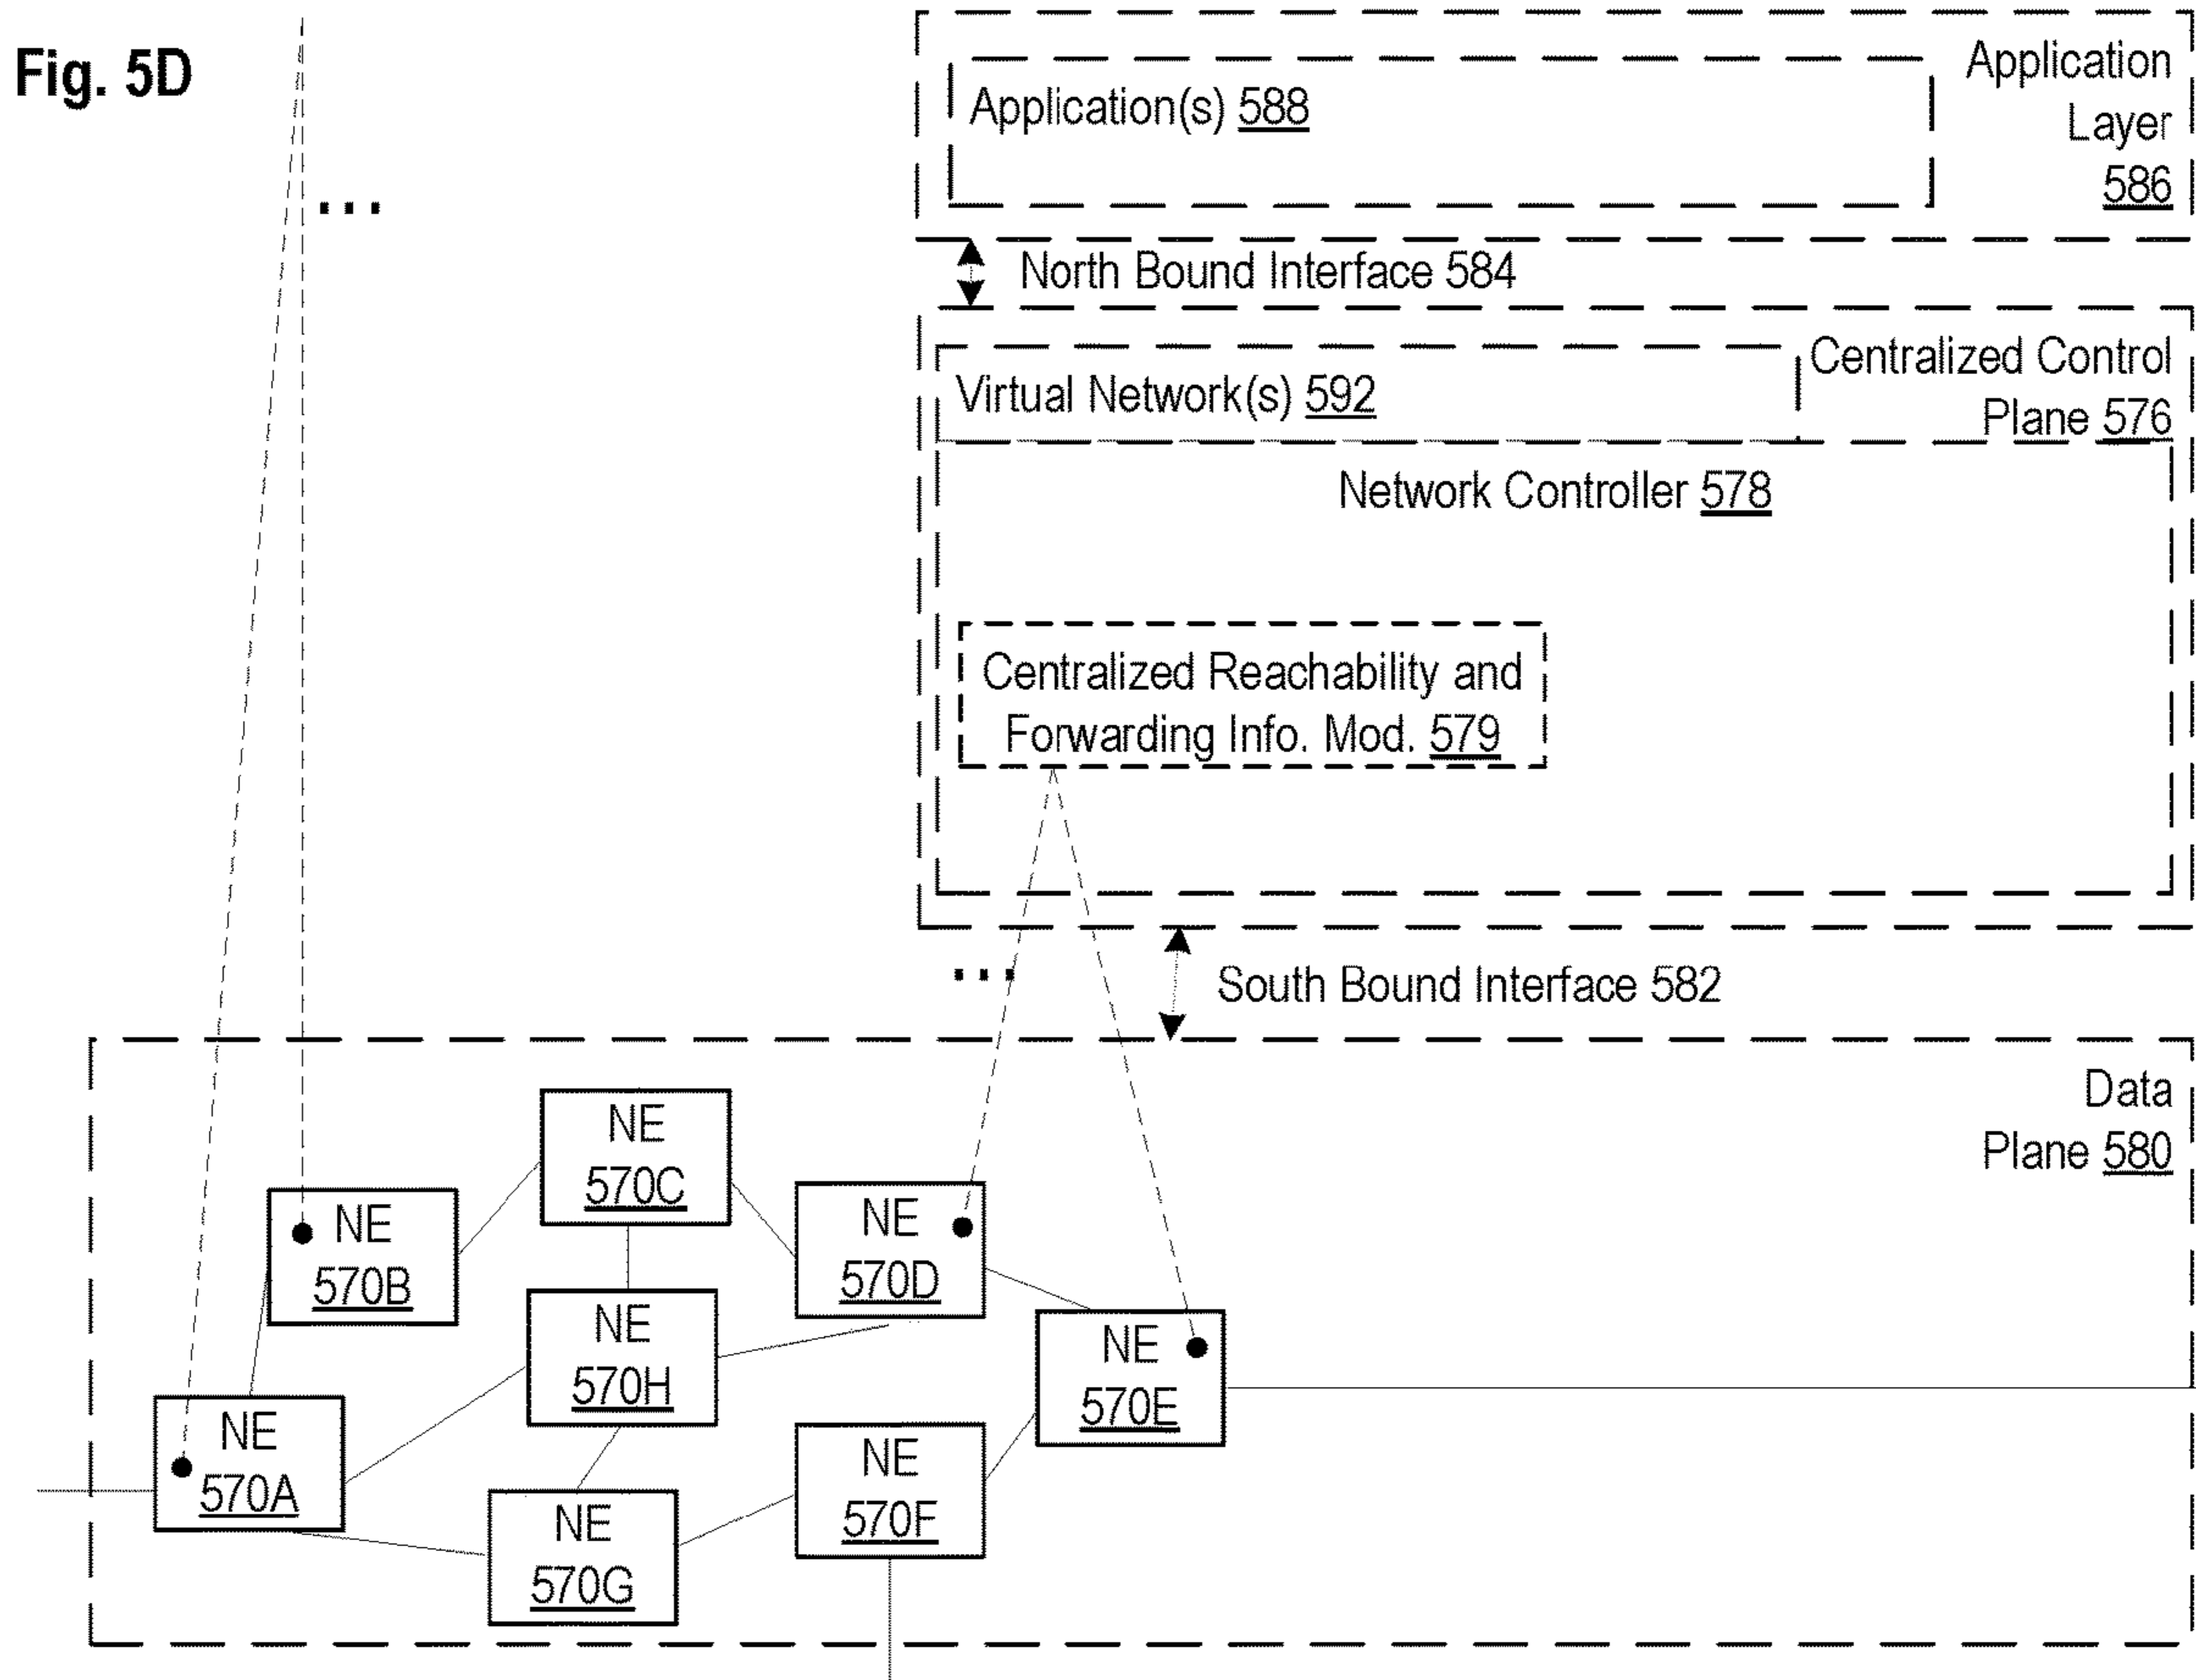 Fig. 5D
...
Application(s) 588
Application
Layer
586
North Bound Interface 584
Virtual Network(s) 592
Centralized Control
Plane 576
Network Controller 578
Centralized Reachability and
Forwarding Info. Mod. 579
...
South Bound Interface 582
Data
Plane 580
NE
570C
NE
570B
NE
570D
NE
570H
NE
570E
NE
570A
NE
570F
NE
570G